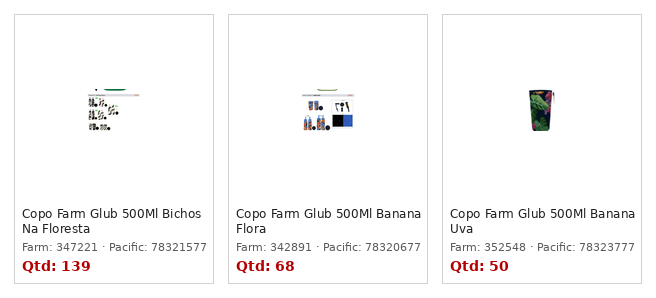 Copo Farm Glub 500Ml Bichos
Na Floresta
Farm: 347221 · Pacific: 78321577
Qtd: 139
Copo Farm Glub 500Ml Banana
Flora
Farm: 342891 · Pacific: 78320677
Qtd: 68
Copo Farm Glub 500Ml Banana
Uva
Farm: 352548 · Pacific: 78323777
Qtd: 50